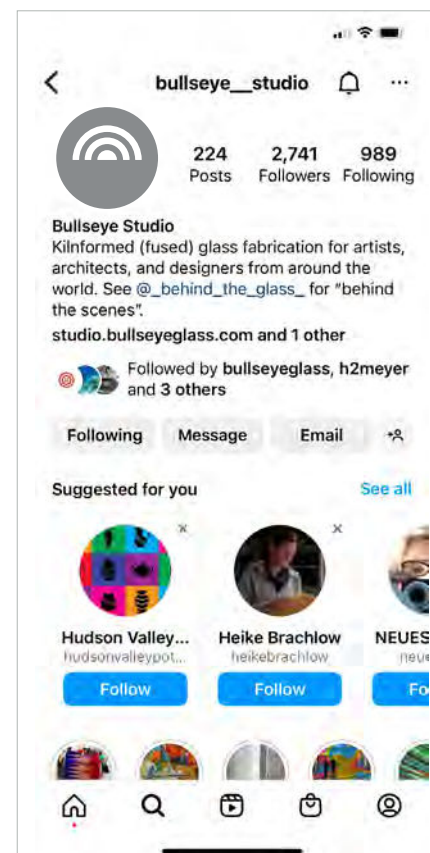 bullseye__studio
224 2,741 989
Posts Followers Following
Bullseye Studio
Kilnformed (fused) glass fabrication for artists,
architects, and designers from around the
world. See @_behind_the_glass_ for "behind
the scenes".
studio.bullseyeglass.com and 1 other
Followed by bullseyeglass, h2meyer
and 3 others
Following Message Email
Suggested for you See all
Hudson Valley... Heike Brachlow NEUES
hudsonvalleypot... heikebrachlow neue
Follow Follow Fo